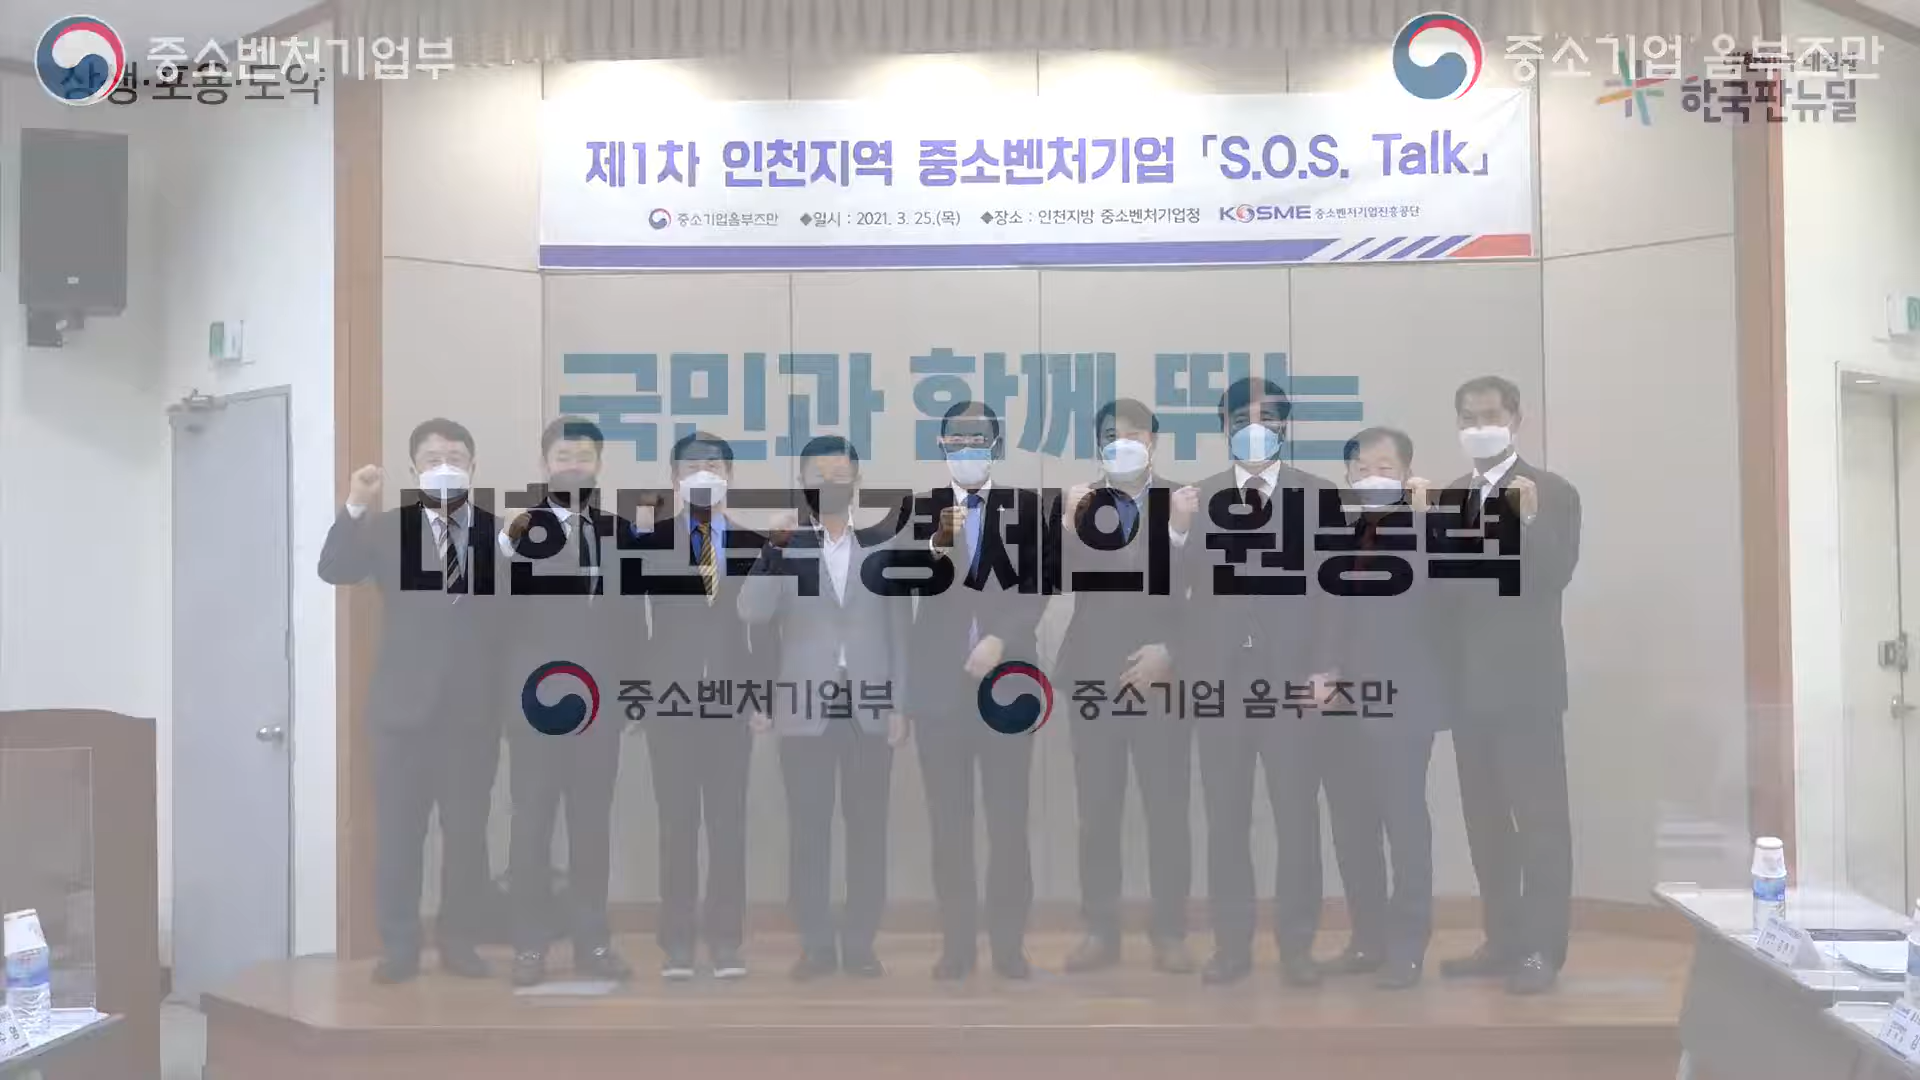 중소벤처기업부
중소기업 옴부즈만
상생·포용·도약
한국판뉴딜
제1차 인천지역 중소벤처기업 「S.O.S. Talk」
중소기업옴부즈만 ◆일시 : 2021. 3. 25.(목) ◆장소 : 인천지방 중소벤처기업청 KOSME 중소벤처기업진흥공단
국민과 함께 뛰는
대한민국 경제의 원동력
중소벤처기업부 중소기업 옴부즈만